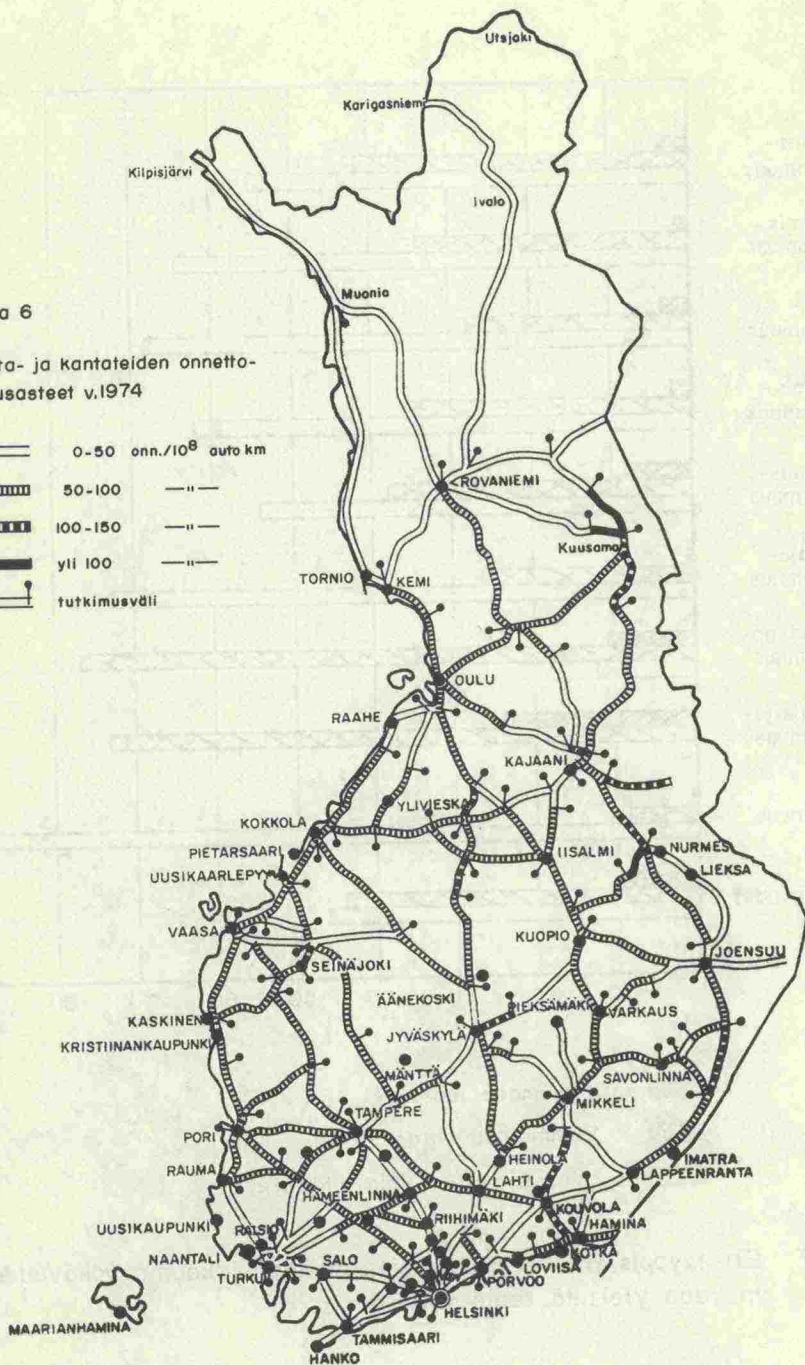 Utsjoki
Karigasniemi
Kilpisjärvi
Ivalo
Muonio
a 6
ta- ja kantateiden onnetto-
usasteet v.1974
0-50 onn./10⁸ auto km
50-100 —"—
100-150 —"—
yli 100 —"—
tutkimusväli
ROVANIEMI
Kuusamo
TORNIO
KEMI
OULU
RAAHE
KAJAANI
YLIVIESKA
KOKKOLA
PIETARSAARI
IISALMI
NURMES
UUSIKAARLEPYY
LIEKSA
VAASA
KUOPIO
JOENSUU
SEINÄJOKI
ÄÄNEKOSKI
PIEKSÄMÄKI
VARKAUS
KASKINEN
JYVÄSKYLÄ
KRISTIINANKAUPUNKI
MÄNTTÄ
SAVONLINNA
MIKKELI
TAMPERE
PORI
HEINOLA
IMATRA
RAUMA
LAHTI
LAPPEENRANTA
HÄMEENLINNA
KOUVOLA
UUSIKAUPUNKI
RIIHIMÄKI
HAMINA
RAISIO
KOTKA
NAANTALI
LOVIISA
SALO
TURKU
PORVOO
HELSINKI
MAARIANHAMINA
TAMMISAARI
HANKO